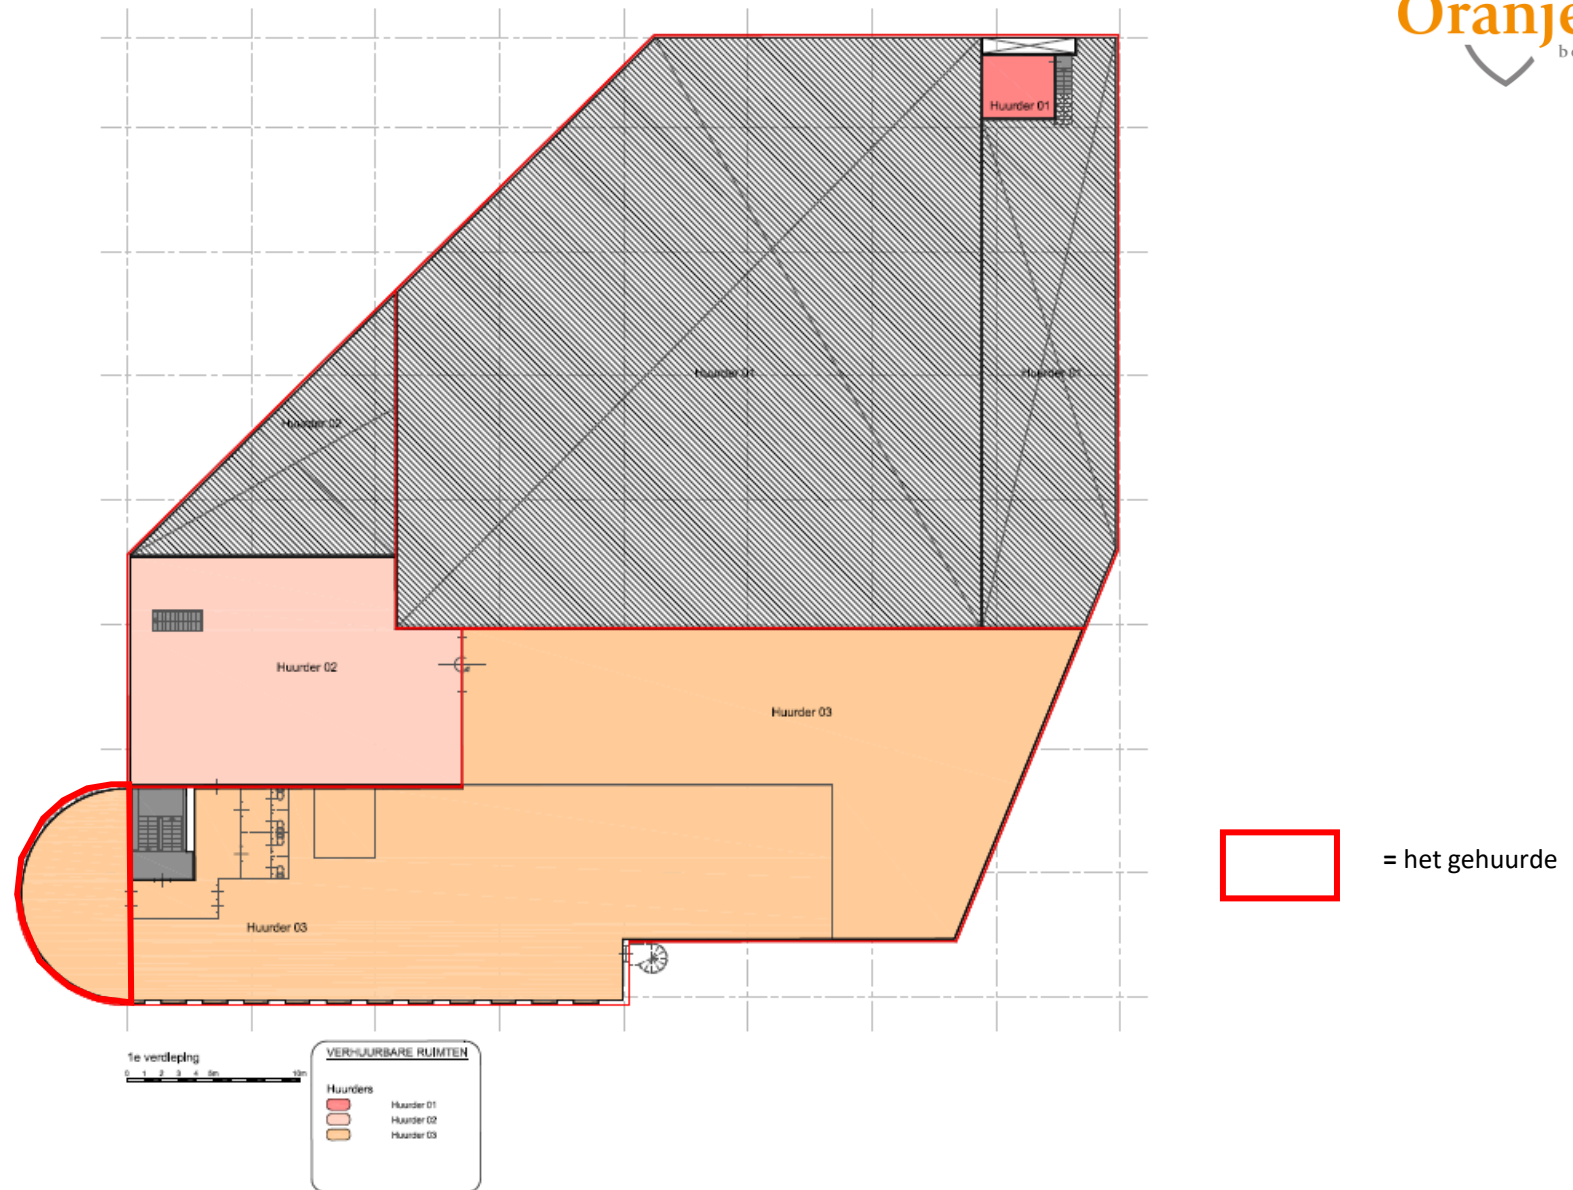 Oranje
Huurder 01
Huurder 01
Huurder 01
Huurder 02
Huurder 02
Huurder 03
= het gehuurde
Huurder 03
1e verdieping
0 1 2 3 4 5m 10m
VERHUURBARE RUIMTEN
Huurders
Huurder 01
Huurder 02
Huurder 03